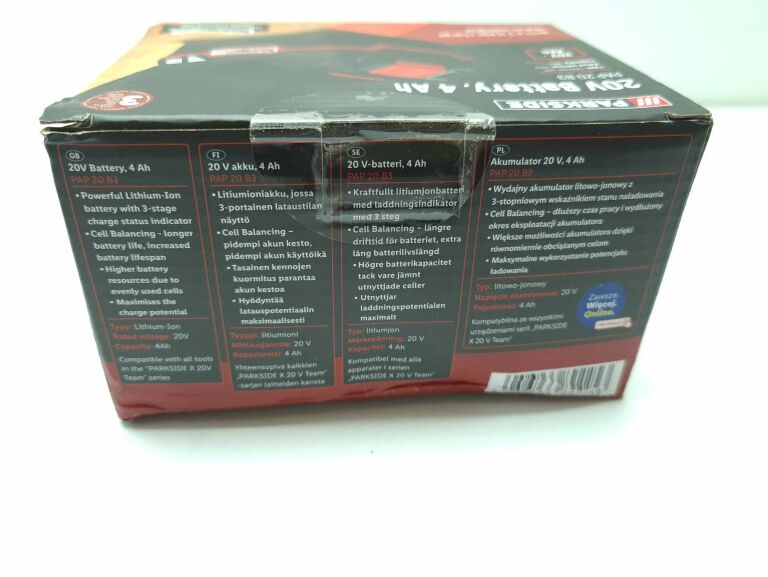 PARKSIDE
20V Battery, 4 Ah
PAP 20 B3
3
GB
20V Battery, 4 Ah
PAP 20 B3
• Powerful Lithium-Ion
battery with 3-stage
charge status indicator
• Cell Balancing - longer
battery life, increased
battery lifespan
• Higher battery
resources due to
evenly used cells
• Maximises the
charge potential
Type: Lithium-Ion
Rated voltage: 20V
Capacity: 4Ah
Compatible with all tools
in the "PARKSIDE X 20V
Team" series
FI
20 V akku, 4 Ah
PAP 20 B3
• Litiumioniakku, jossa
3-portainen lataustilan
näyttö
• Cell Balancing –
pidempi akun kesto,
pidempi akun käyttöikä
• Tasainen kennojen
kuormitus parantaa
akun kestoa
• Hyödyntää
latauspotentiaalin
maksimaalisesti
Tyyppi: litiumioni
Mittausjännite: 20 V
Kapasiteetti: 4 Ah
Yhteensopiva kaikkien
„PARKSIDE X 20 V Team"
-sarjan laitteiden kanssa
SE
20 V-batteri, 4 Ah
PAP 20 B3
• Kraftfullt litiumjonbatteri
med laddningsindikator
med 3 steg
• Cell Balancing – längre
drifttid för batteriet, extra
lång batterilivslängd
• Högre batterikapacitet
tack vare jämnt
utnyttjade celler
• Utnyttjar
laddningspotentialen
maximalt
Typ: litiumjon
Märkspänning: 20 V
Kapacitet: 4 Ah
Kompatibel med alla
apparater i serien
„PARKSIDE X 20 V Team"
PL
Akumulator 20 V, 4 Ah
PAP 20 B3
• Wydajny akumulator litowo-jonowy z
3-stopniowym wskaźnikiem stanu naładowania
• Cell Balancing – dłuższy czas pracy i wydłużony
okres eksploatacji akumulatora
• Większe możliwości akumulatora dzięki
równomiernie obciążanym celom
• Maksymalne wykorzystanie potencjału
ładowania
Typ: litowo-jonowy
Napięcie znamionowe: 20 V
Pojemność: 4 Ah
Kompatybilna ze wszystkimi
urządzeniami serii „PARKSIDE
X 20 V Team"
Zawsze.
Więcej.
Online.